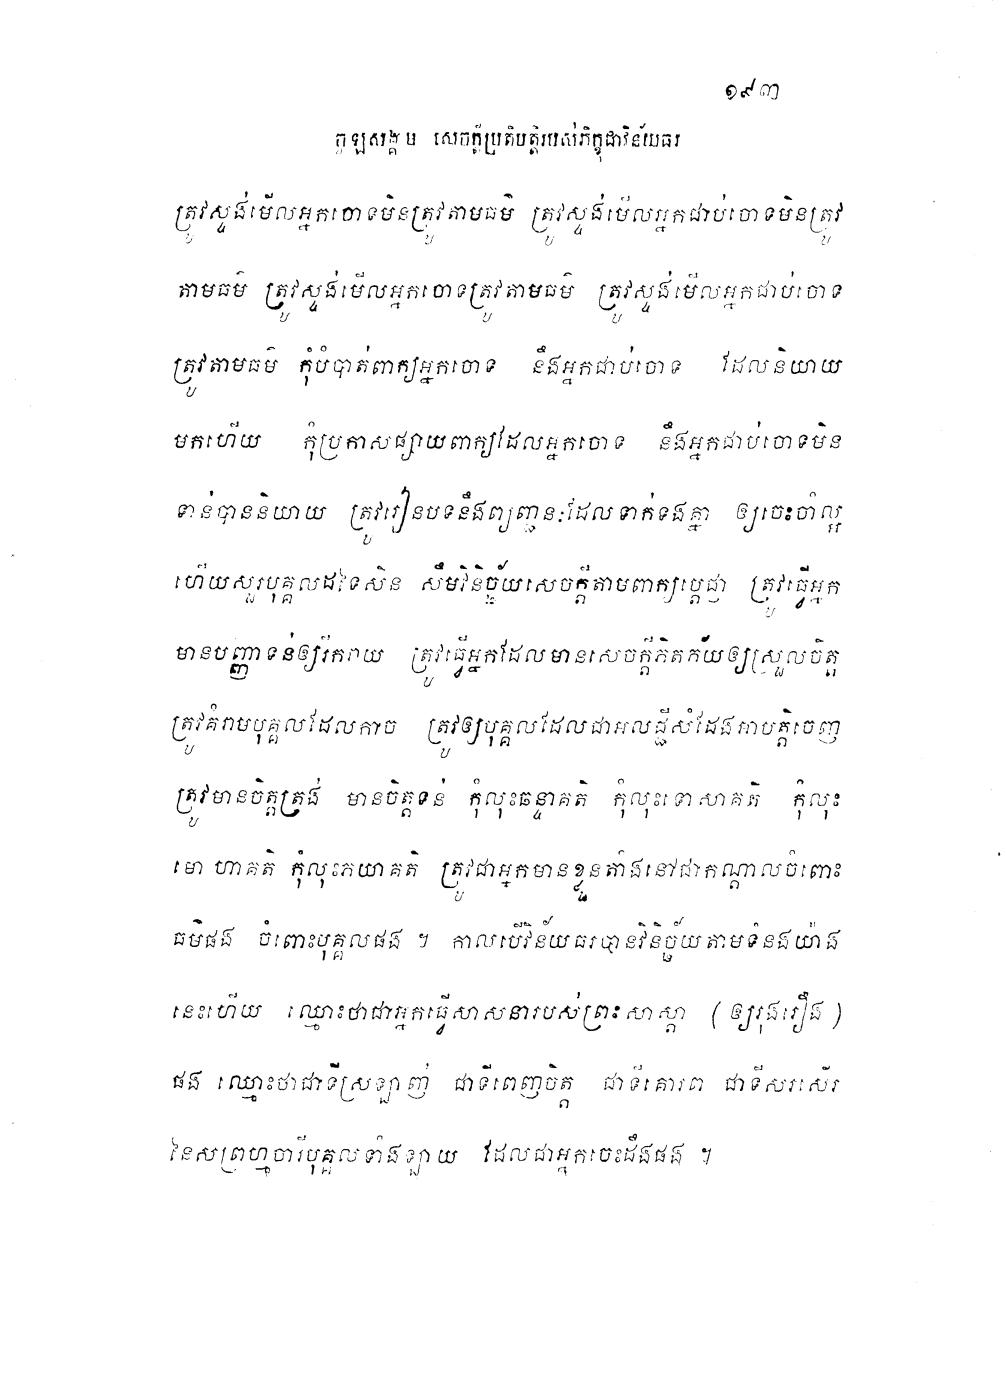 ១៩៣
ចូឡសង្គាម សេចក្តីប្រតិបត្តិរបស់ភិក្ខុជាវិន័យធរ
ត្រូវស្ទង់មើលអ្នកចោទមិនត្រូវតាមធម៌ ត្រូវស្ទង់មើលអ្នកជាប់ចោទមិនត្រូវ
តាមធម៌ ត្រូវស្ទង់មើលអ្នកចោទត្រូវតាមធម៌ ត្រូវស្ទង់មើលអ្នកជាប់ចោទ
ត្រូវតាមធម៌ កុំបំបាត់ពាក្យអ្នកចោទ នឹងអ្នកជាប់ចោទ ដែលនិយាយ
មកហើយ កុំប្រកាសផ្សាយពាក្យដែលអ្នកចោទ នឹងអ្នកជាប់ចោទមិន
ទាន់បាននិយាយ ត្រូវរៀនបទនឹងព្យញ្ជនៈដែលទាក់ទងគ្នា ឲ្យចេះចាំល្អ
ហើយសួរបុគ្គលដទៃសិន សឹមវិនិច្ឆ័យសេចក្តីតាមពាក្យប្តេជ្ញា ត្រូវធ្វើអ្នក
មានបញ្ញាទន់ឲ្យរីករាយ ត្រូវធ្វើអ្នកដែលមានសេចក្តីភិតភ័យឲ្យស្រួលចិត្ត
ត្រូវគំរាមបុគ្គលដែលកាច ត្រូវឲ្យបុគ្គលដែលជាអលជ្ជីសំដែងអាបត្តិចេញ
ត្រូវមានចិត្តត្រង់ មានចិត្តទន់ កុំលុះឆន្ទាគតិ កុំលុះទោសាគតិ កុំលុះ
មោហាគតិ កុំលុះភយាគតិ ត្រូវជាអ្នកមានខ្លួនតាំងនៅជាកណ្តាលចំពោះ
ធម៌ផង ចំពោះបុគ្គលផង ។ កាលបើវិន័យធរបានវិនិច្ឆ័យតាមទំនងយ៉ាង
នេះហើយ ឈ្មោះថាជាអ្នកធ្វើសាសនារបស់ព្រះសាស្តា (ឲ្យរុងរឿង)
ផង ឈ្មោះថាជាទីស្រឡាញ់ ជាទីពេញចិត្ត ជាទីគោរព ជាទីសរសើរ
នៃសព្រហ្មចារីបុគ្គលទាំងឡាយ ដែលជាអ្នកចេះដឹងផង ។